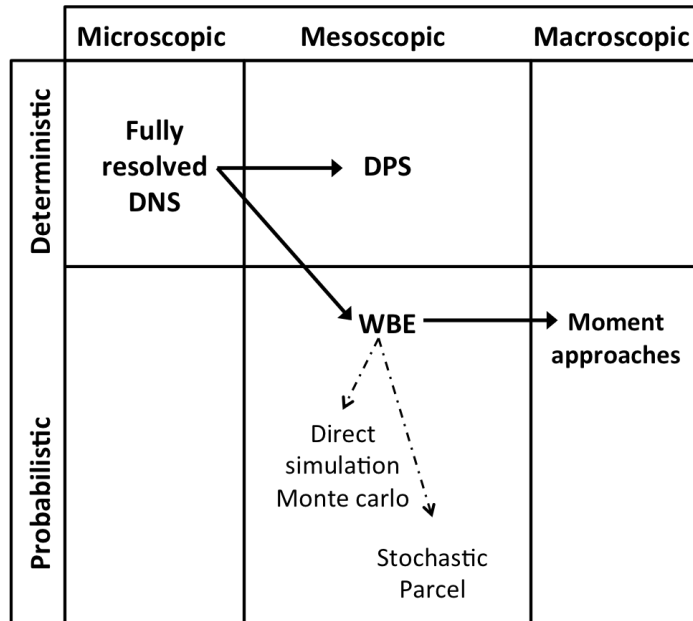 Microscopic
Mesoscopic
Macroscopic
Deterministic
Fully
resolved
DNS
DPS
Probabilistic
WBE
Moment
approaches
Direct
simulation
Monte carlo
Stochastic
Parcel